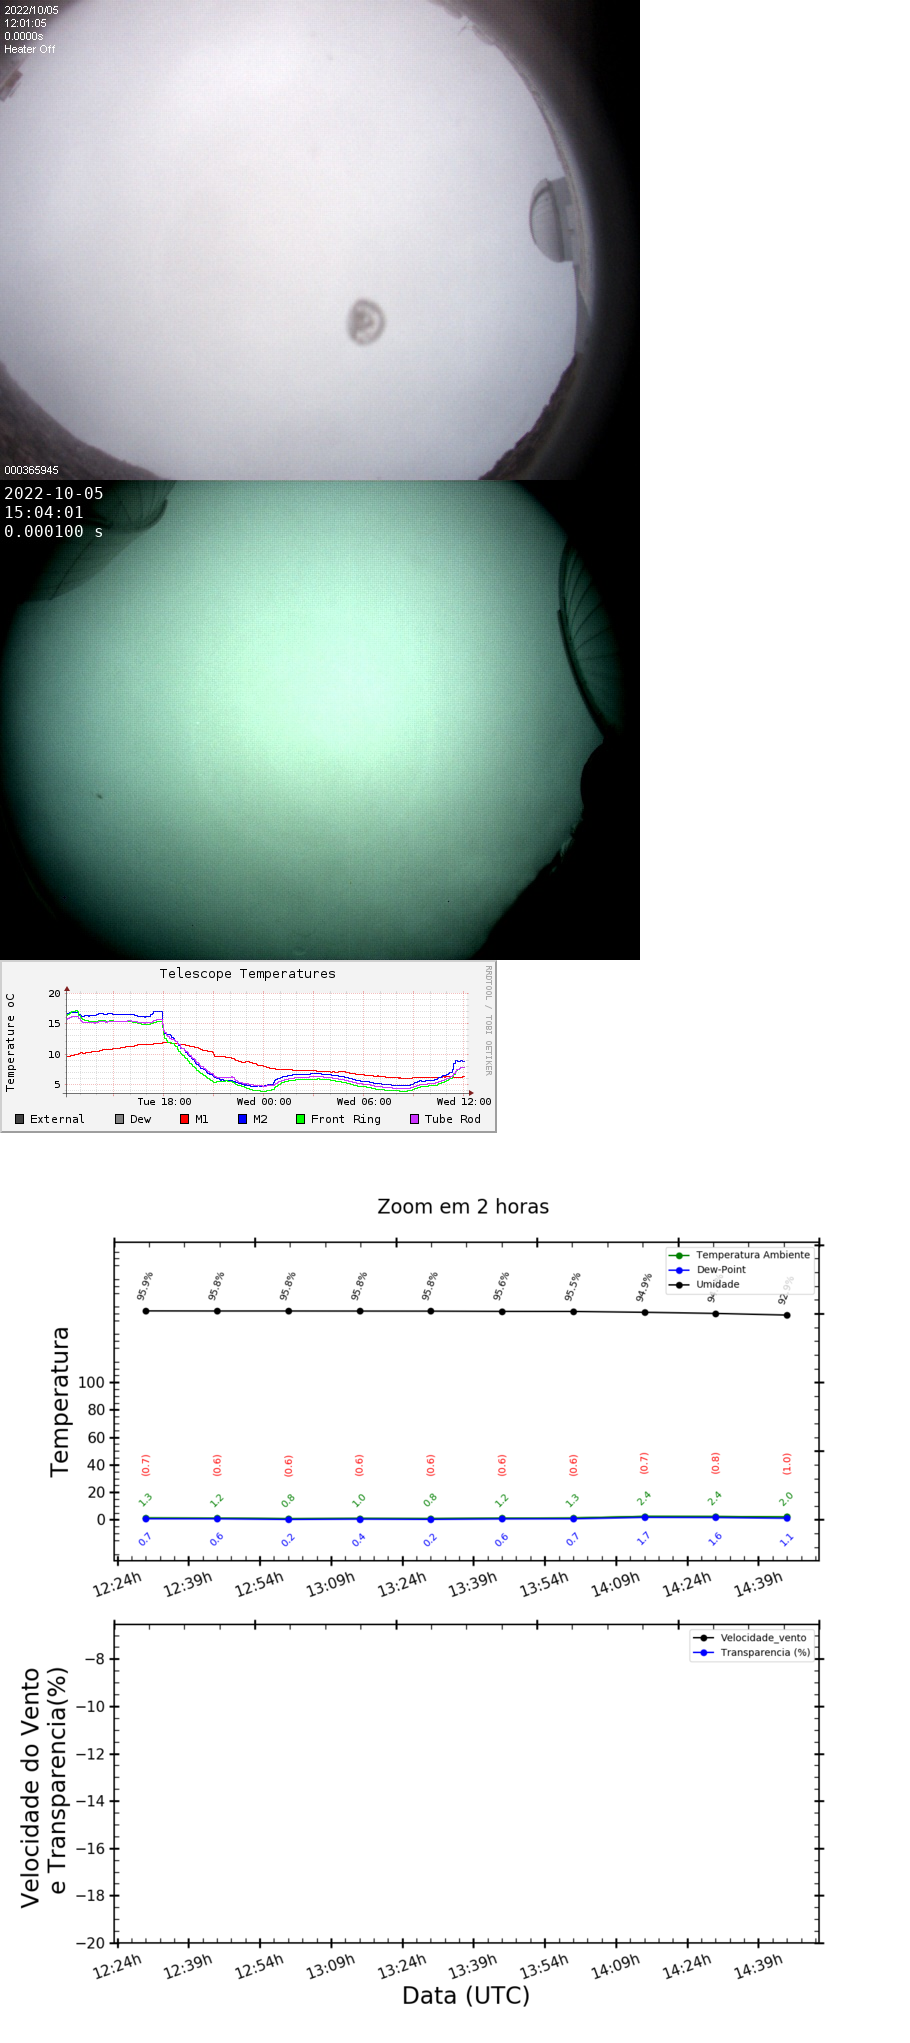 2022/10/05
12:01:05
0.0000s
Heater Off
000365945
2022-10-05
15:04:01
0.000100 s
Telescope Temperatures
RRDTOOL / TOBI OETIKER
Temperature oC
20
15
10
5
Tue 18:00 Wed 00:00 Wed 06:00 Wed 12:00
External Dew M1 M2 Front Ring Tube Rod
Zoom em 2 horas
Temperatura Ambiente
Dew-Point
Umidade
95.9% 95.8% 95.8% 95.8% 95.8% 95.6% 95.5% 94.9%
Temperatura
100
80
60
40
20
0
(0.7) (0.6) (0.6) (0.6) (0.6) (0.6) (0.6) (0.7) (0.8) (1.0)
1.3 1.2 0.8 1.0 0.8 1.2 1.3 2.4 2.4 2.0
0.7 0.6 0.2 0.4 0.2 0.6 0.7 1.7 1.6 1.1
12:24h 12:39h 12:54h 13:09h 13:24h 13:39h 13:54h 14:09h 14:24h 14:39h
Velocidade_vento
Transparencia (%)
Velocidade do Vento
e Transparencia(%)
−8
−10
−12
−14
−16
−18
−20
12:24h 12:39h 12:54h 13:09h 13:24h 13:39h 13:54h 14:09h 14:24h 14:39h
Data (UTC)